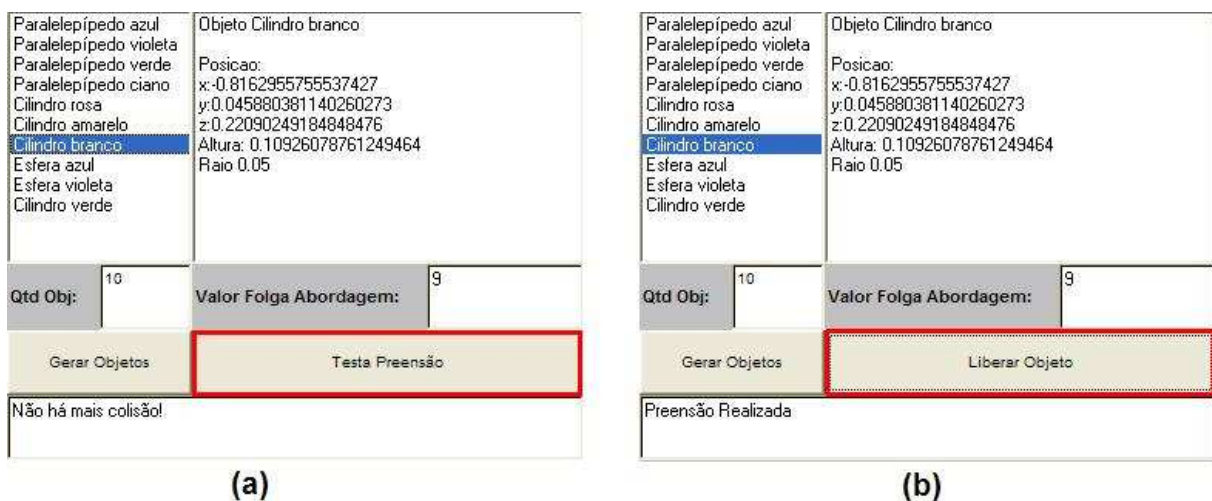 Paralelepípedo azul
Paralelepípedo violeta
Paralelepípedo verde
Paralelepípedo ciano
Cilindro rosa
Cilindro amarelo
Cilindro branco
Esfera azul
Esfera violeta
Cilindro verde
Objeto Cilindro branco
Posicao:
x:-0.8162955755537427
y:0.045880381140260273
z:0.22090249184848476
Altura: 0.10926078761249464
Raio 0.05
Qtd Obj:
10
Valor Folga Abordagem:
9
Gerar Objetos
Testa Preensão
Não há mais colisão!
(a)
Paralelepípedo azul
Paralelepípedo violeta
Paralelepípedo verde
Paralelepípedo ciano
Cilindro rosa
Cilindro amarelo
Cilindro branco
Esfera azul
Esfera violeta
Cilindro verde
Objeto Cilindro branco
Posicao:
x:-0.8162955755537427
y:0.045880381140260273
z:0.22090249184848476
Altura: 0.10926078761249464
Raio 0.05
Qtd Obj:
10
Valor Folga Abordagem:
9
Gerar Objetos
Liberar Objeto
Preensão Realizada
(b)